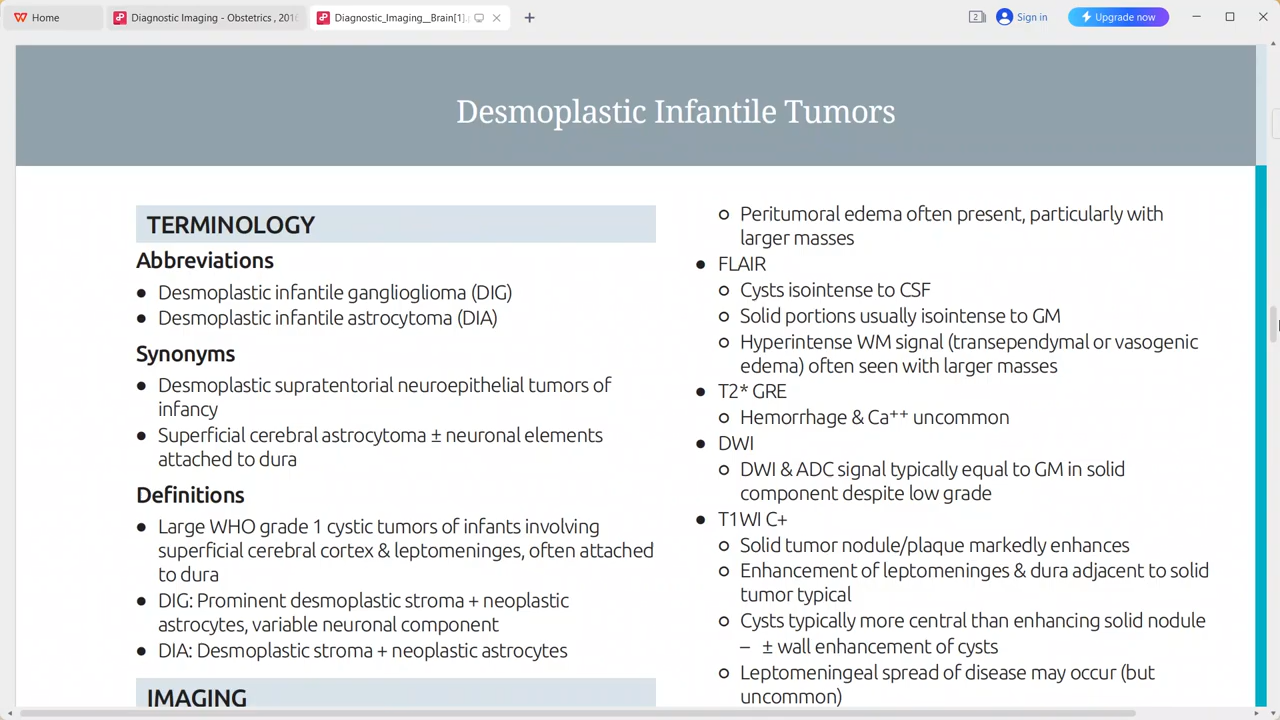 Home
Diagnostic Imaging - Obstetrics , 201
Diagnostic_Imaging__Brain[1].
2
Sign in
Upgrade now
Desmoplastic Infantile Tumors
TERMINOLOGY
Abbreviations
● Desmoplastic infantile ganglioglioma (DIG)
● Desmoplastic infantile astrocytoma (DIA)
Synonyms
● Desmoplastic supratentorial neuroepithelial tumors of
infancy
● Superficial cerebral astrocytoma ± neuronal elements
attached to dura
Definitions
● Large WHO grade 1 cystic tumors of infants involving
superficial cerebral cortex & leptomeninges, often attached
to dura
● DIG: Prominent desmoplastic stroma + neoplastic
astrocytes, variable neuronal component
● DIA: Desmoplastic stroma + neoplastic astrocytes
IMAGING
○ Peritumoral edema often present, particularly with
larger masses
● FLAIR
○ Cysts isointense to CSF
○ Solid portions usually isointense to GM
○ Hyperintense WM signal (transependymal or vasogenic
edema) often seen with larger masses
● T2* GRE
○ Hemorrhage & Ca⁺⁺ uncommon
● DWI
○ DWI & ADC signal typically equal to GM in solid
component despite low grade
● T1WI C+
○ Solid tumor nodule/plaque markedly enhances
○ Enhancement of leptomeninges & dura adjacent to solid
tumor typical
○ Cysts typically more central than enhancing solid nodule
– ± wall enhancement of cysts
○ Leptomeningeal spread of disease may occur (but
uncommon)